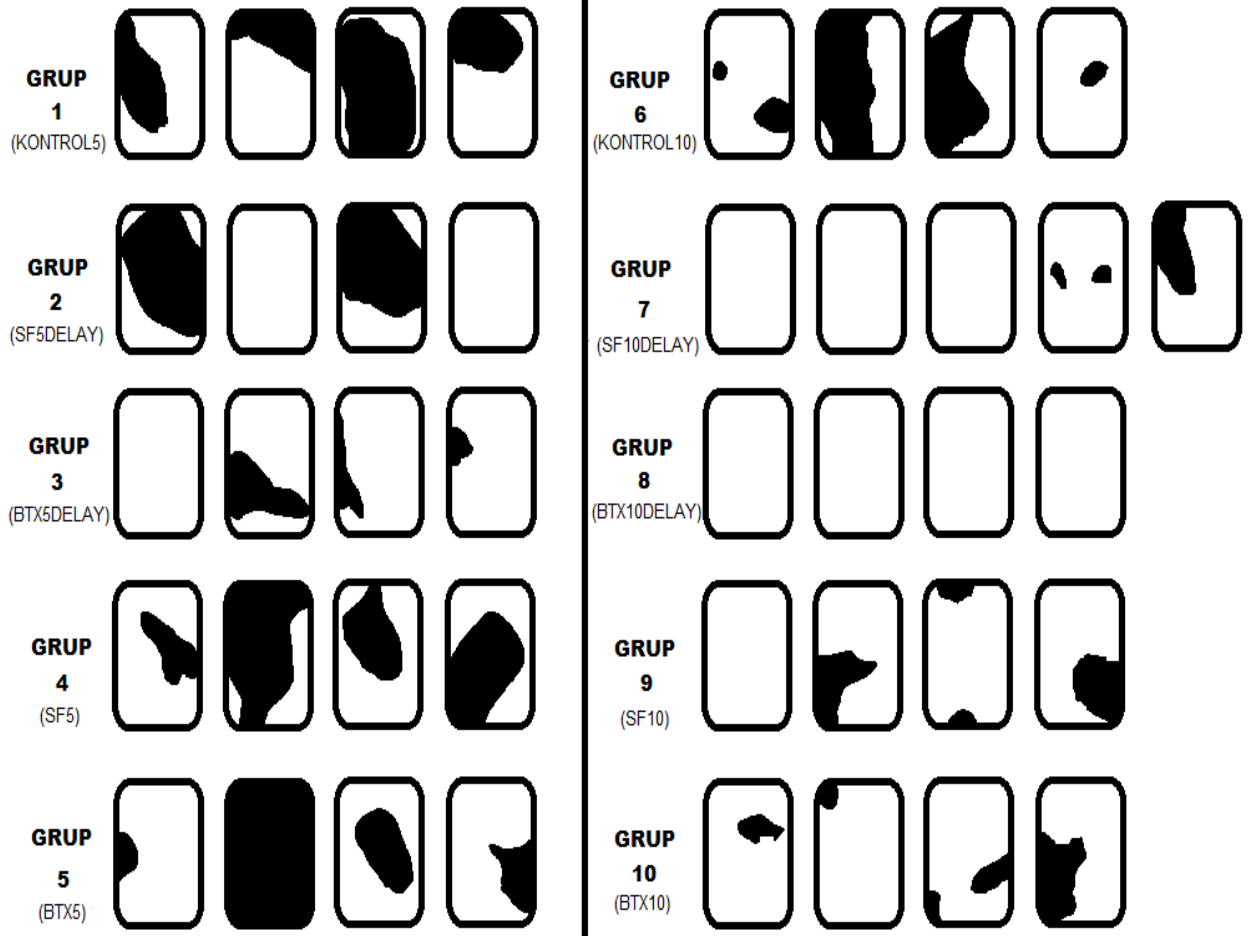 GRUP
1
(KONTROL5)
GRUP
2
(SF5DELAY)
GRUP
3
(BTX5DELAY)
GRUP
4
(SF5)
GRUP
5
(BTX5)
GRUP
6
(KONTROL10)
GRUP
7
(SF10DELAY)
GRUP
8
(BTX10DELAY)
GRUP
9
(SF10)
GRUP
10
(BTX10)